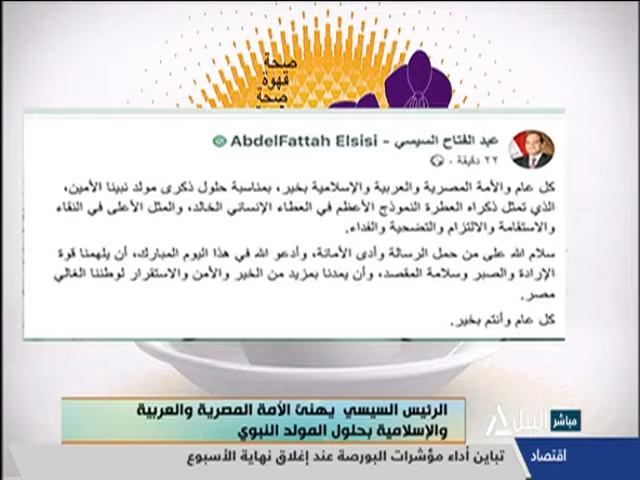 صحة
قهوة
صحة
عبد الفتاح السيسي - AbdelFattah Elsisi
٢٢ دقيقة ·
كل عام والأمة المصرية والعربية والإسلامية بخير، بمناسبة حلول ذكرى مولد نبينا الأمين،
الذي تمثل ذكراه العطرة النموذج الأعظم في العطاء الإنساني الخالد، والمثل الأعلى في النقاء
والاستقامة والالتزام والتضحية والفداء.
سلام الله على من حمل الرسالة وأدى الأمانة، وأدعو الله في هذا اليوم المبارك، أن يلهمنا قوة
الإرادة والصبر وسلامة المقصد، وأن يمدنا بمزيد من الخير والأمن والاستقرار لوطننا الغالي
مصر.
كل عام وأنتم بخير.
الرئيس السيسي يهنئ الأمة المصرية والعربية
والإسلامية بحلول المولد النبوي
مباشر النيل
اقتصاد
تباين أداء مؤشرات البورصة عند إغلاق نهاية الأسبوع